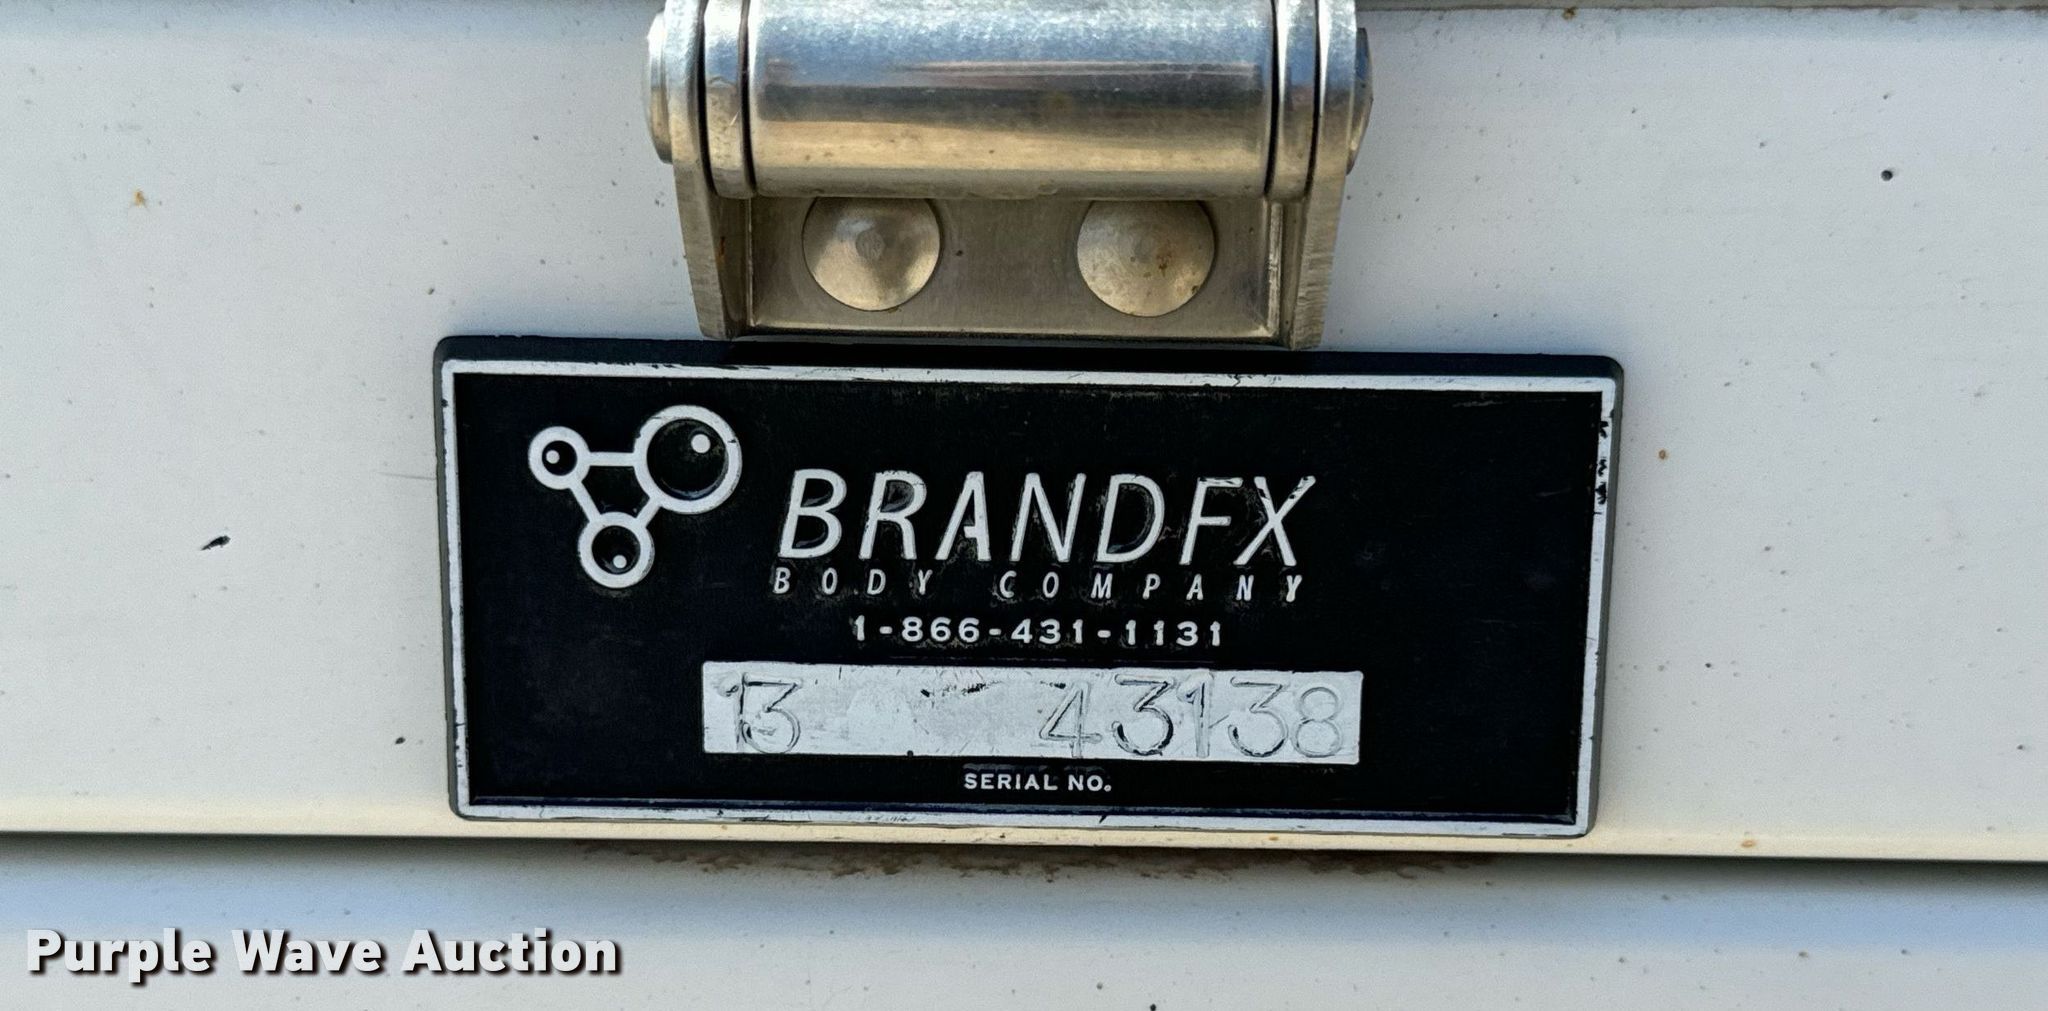 BRANDFX
BODY COMPANY
1-866-431-1131
13 43138
SERIAL NO.
Purple Wave Auction